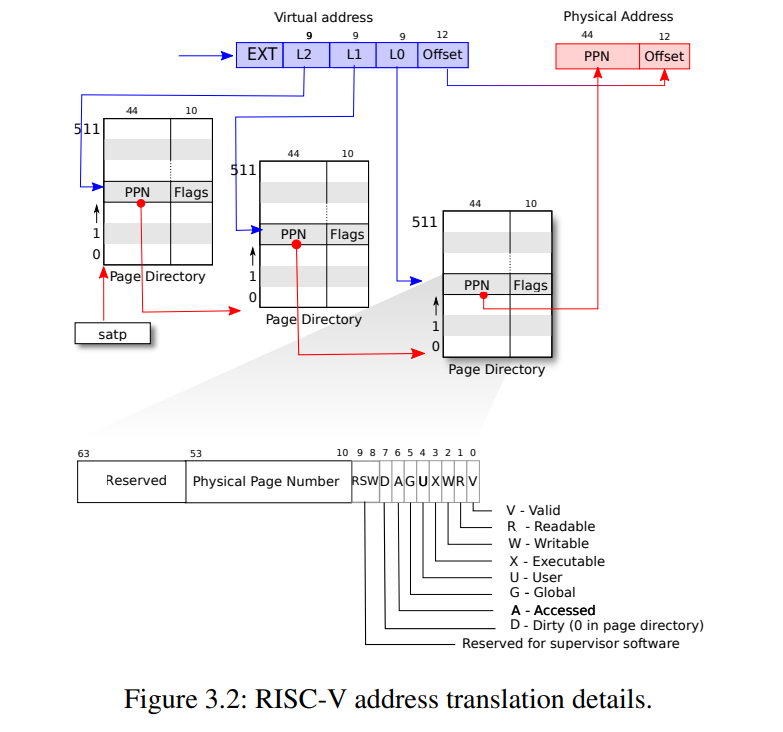 Virtual address
Physical Address
9 9 9 12
44 12
EXT L2 L1 L0 Offset
PPN Offset
44 10
511
PPN Flags
1
0
Page Directory
satp
44 10
511
PPN Flags
1
0
Page Directory
44 10
511
PPN Flags
1
0
Page Directory
63 53 10 9 8 7 6 5 4 3 2 1 0
Reserved Physical Page Number RSW D A G U X W R V
V - Valid
R - Readable
W - Writable
X - Executable
U - User
G - Global
A - Accessed
D - Dirty (0 in page directory)
Reserved for supervisor software
Figure 3.2: RISC-V address translation details.